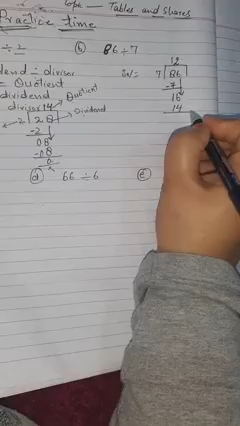 Topic - Tables and Shares
Practice time
÷ 2
(b) 86 ÷ 7
dend ÷ divisor
= Quotient
dividend
divisor 14 → Quotient
2 | 28 → Dividend
-2
08
-08
0
Sol= 12
7 | 86
-7
16
14
(d) 66 ÷ 6
(e)